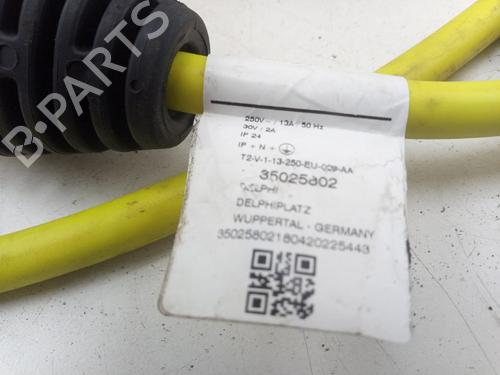 250V~ / 13A / 50 Hz
30V / 2A
IP 24
IP + N +
T2-V-1-13-250-EU-009-AA
35025802
DELPHI
DELPHIPLATZ
WUPPERTAL - GERMANY
35025802180420225443
B-PARTS